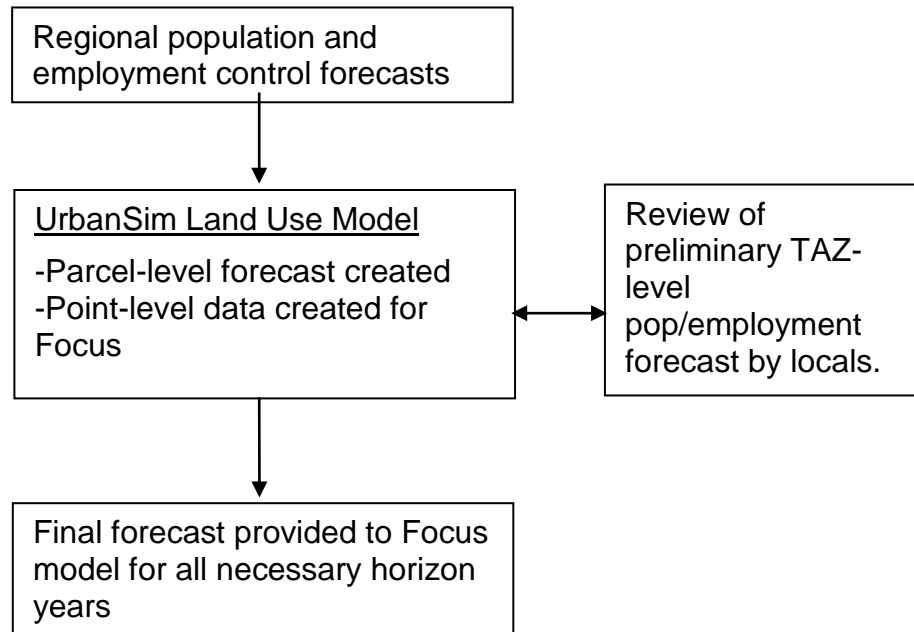 Regional population and
employment control forecasts
UrbanSim Land Use Model
-Parcel-level forecast created
-Point-level data created for
Focus
Review of
preliminary TAZ-
level
pop/employment
forecast by locals.
Final forecast provided to Focus
model for all necessary horizon
years